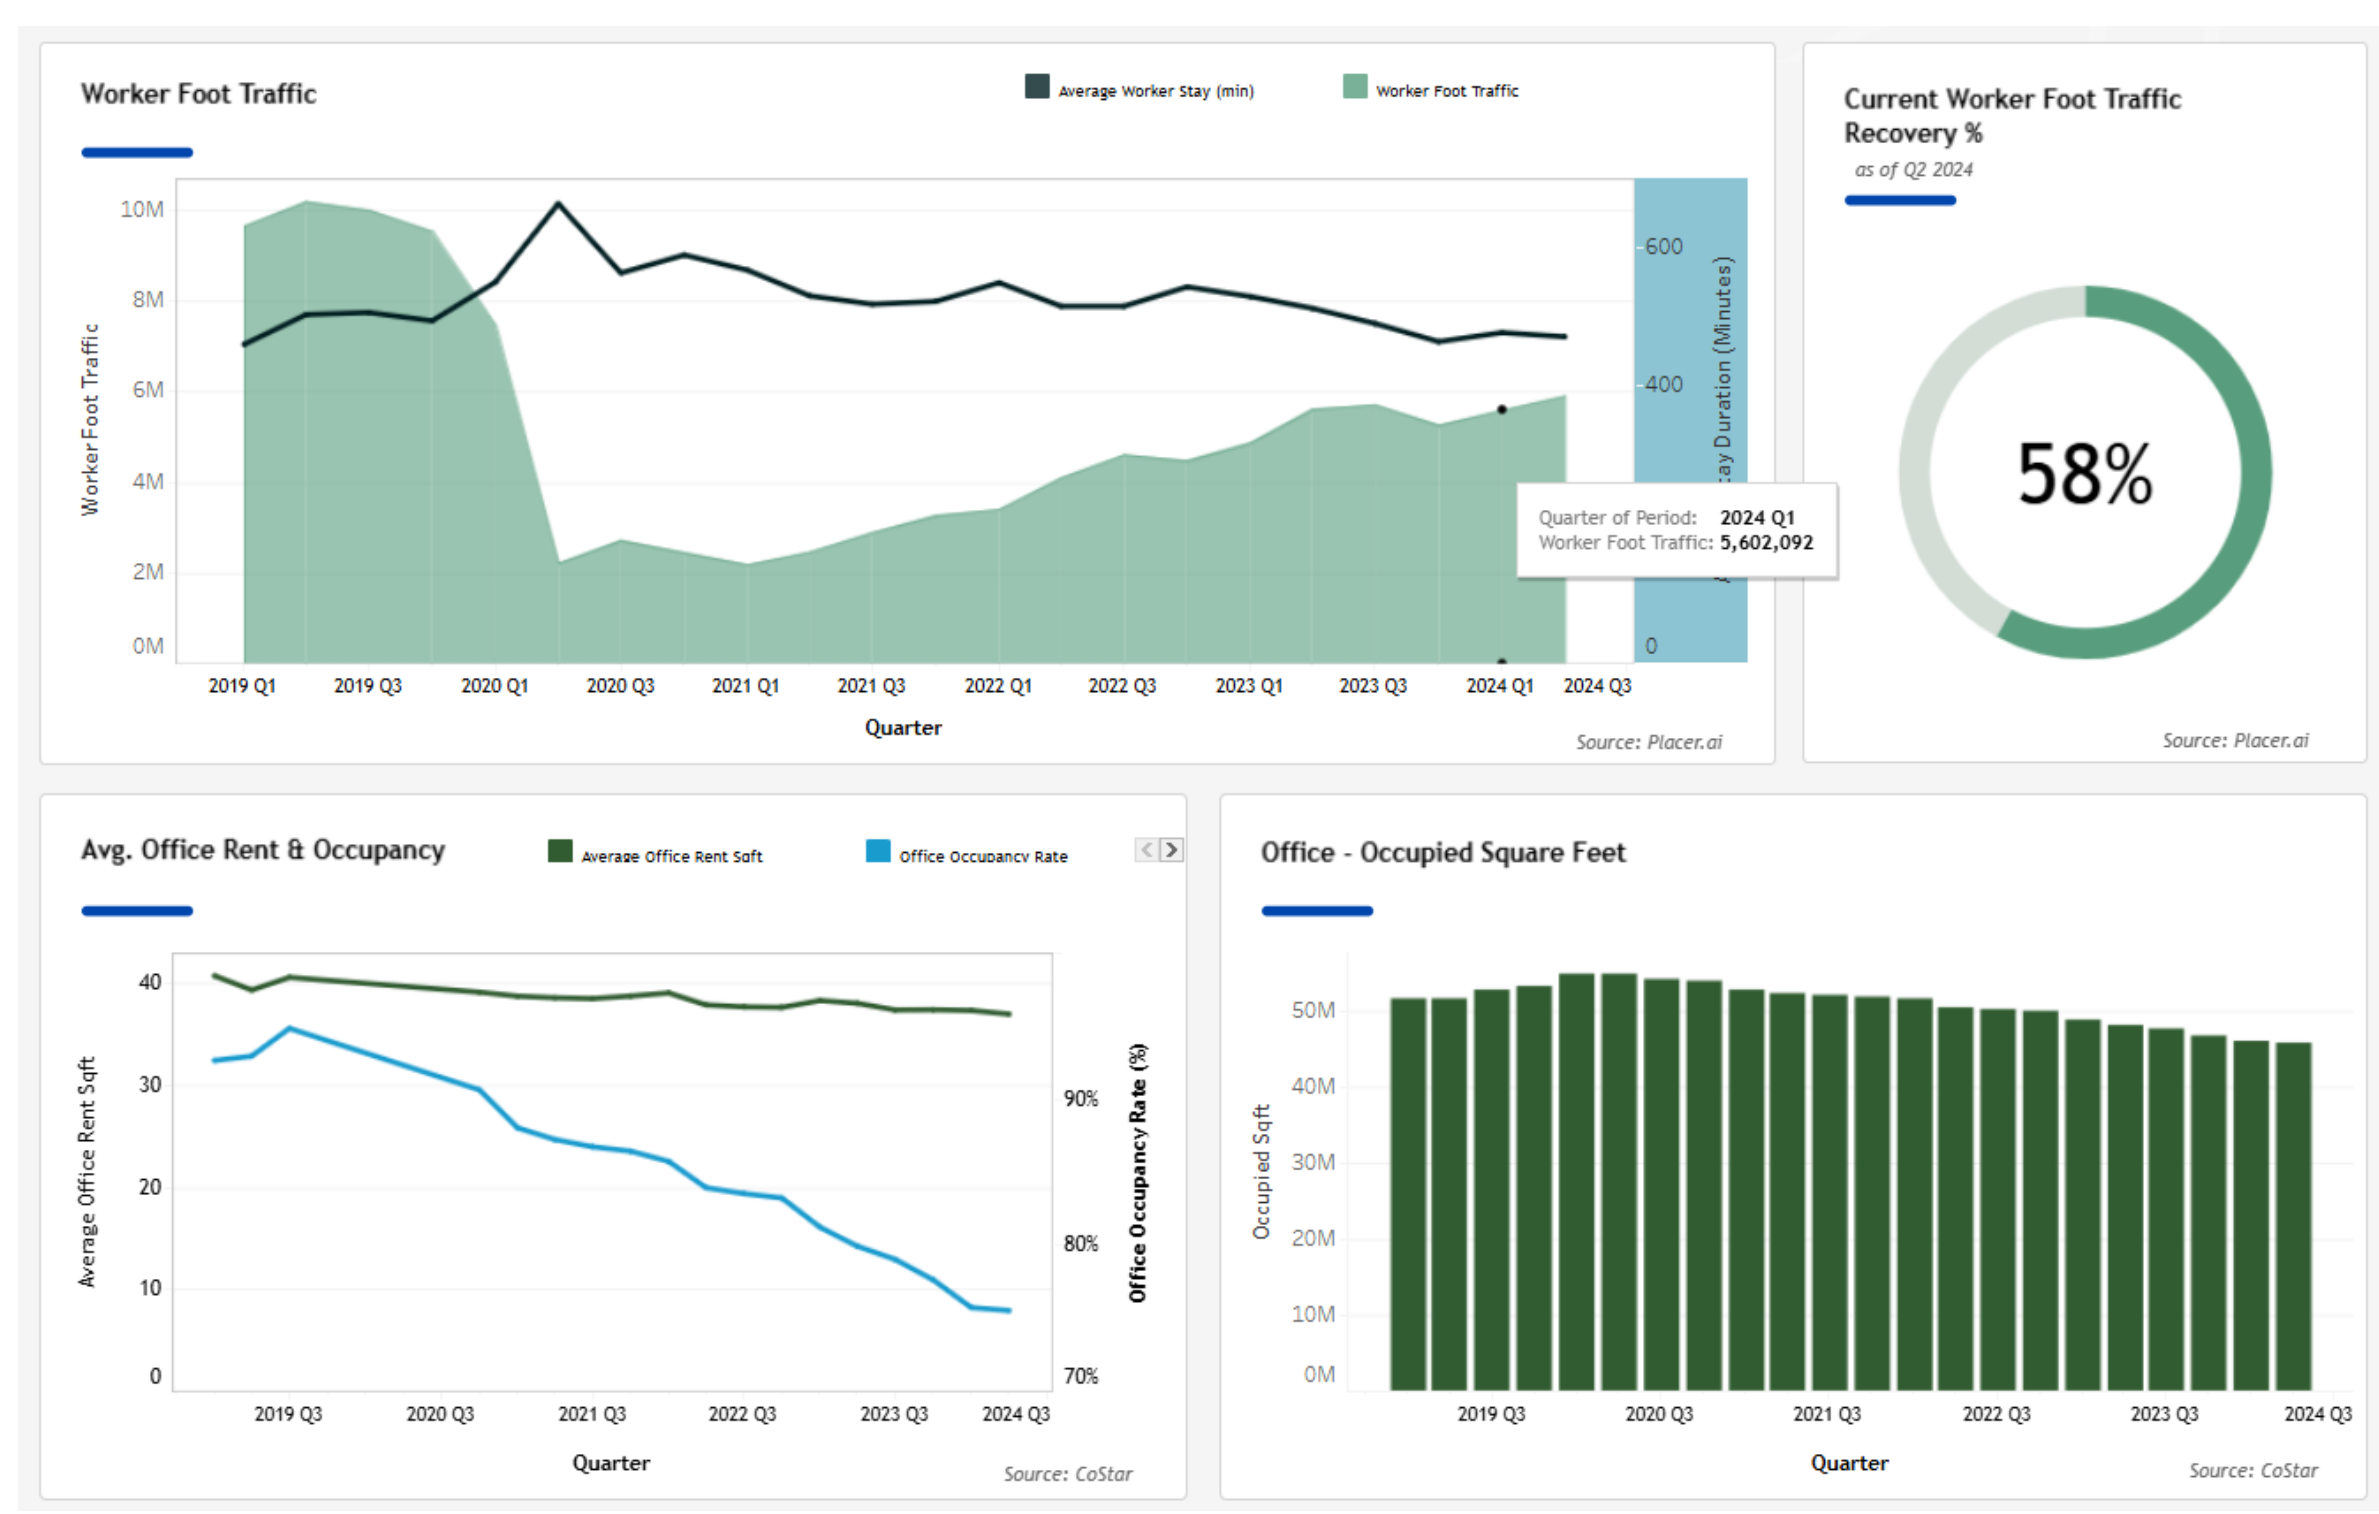 Worker Foot Traffic
Average Worker Stay (min)
Worker Foot Traffic
10M
8M
6M
4M
2M
0M
Worker Foot Traffic
600
400
0
tay Duration (Minutes)
Quarter of Period: 2024 Q1
Worker Foot Traffic: 5,602,092
2019 Q1 2019 Q3 2020 Q1 2020 Q3 2021 Q1 2021 Q3 2022 Q1 2022 Q3 2023 Q1 2023 Q3 2024 Q1 2024 Q3
Quarter
Source: Placer.ai
Current Worker Foot Traffic
Recovery %
as of Q2 2024
58%
Source: Placer.ai
Avg. Office Rent & Occupancy
Average Office Rent Sqft
Office Occupancy Rate
40
30
20
10
0
Average Office Rent Sqft
90%
80%
70%
Office Occupancy Rate (%)
2019 Q3 2020 Q3 2021 Q3 2022 Q3 2023 Q3 2024 Q3
Quarter
Source: CoStar
Office - Occupied Square Feet
50M
40M
30M
20M
10M
0M
Occupied Sqft
2019 Q3 2020 Q3 2021 Q3 2022 Q3 2023 Q3 2024 Q3
Quarter
Source: CoStar